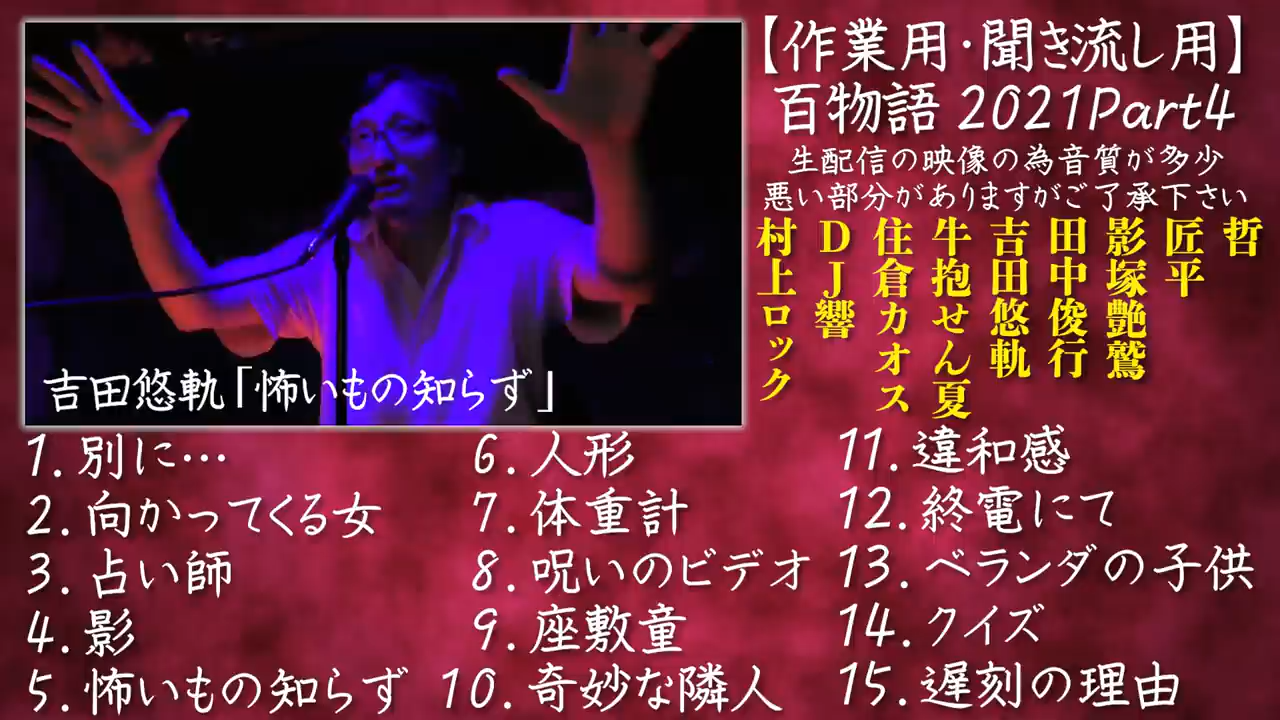 【作業用・聞き流し用】
百物語 2021Part4
生配信の映像の為音質が多少
悪い部分がありますがご了承下さい
哲
匠平
影塚艶鷲
田中俊行
吉田悠軌
牛抱せん夏
住倉カオス
DJ響
村上ロック
吉田悠軌「怖いもの知らず」
1. 別に…
2. 向かってくる女
3. 占い師
4. 影
5. 怖いもの知らず
6. 人形
7. 体重計
8. 呪いのビデオ
9. 座敷童
10. 奇妙な隣人
11. 違和感
12. 終電にて
13. ベランダの子供
14. クイズ
15. 遅刻の理由